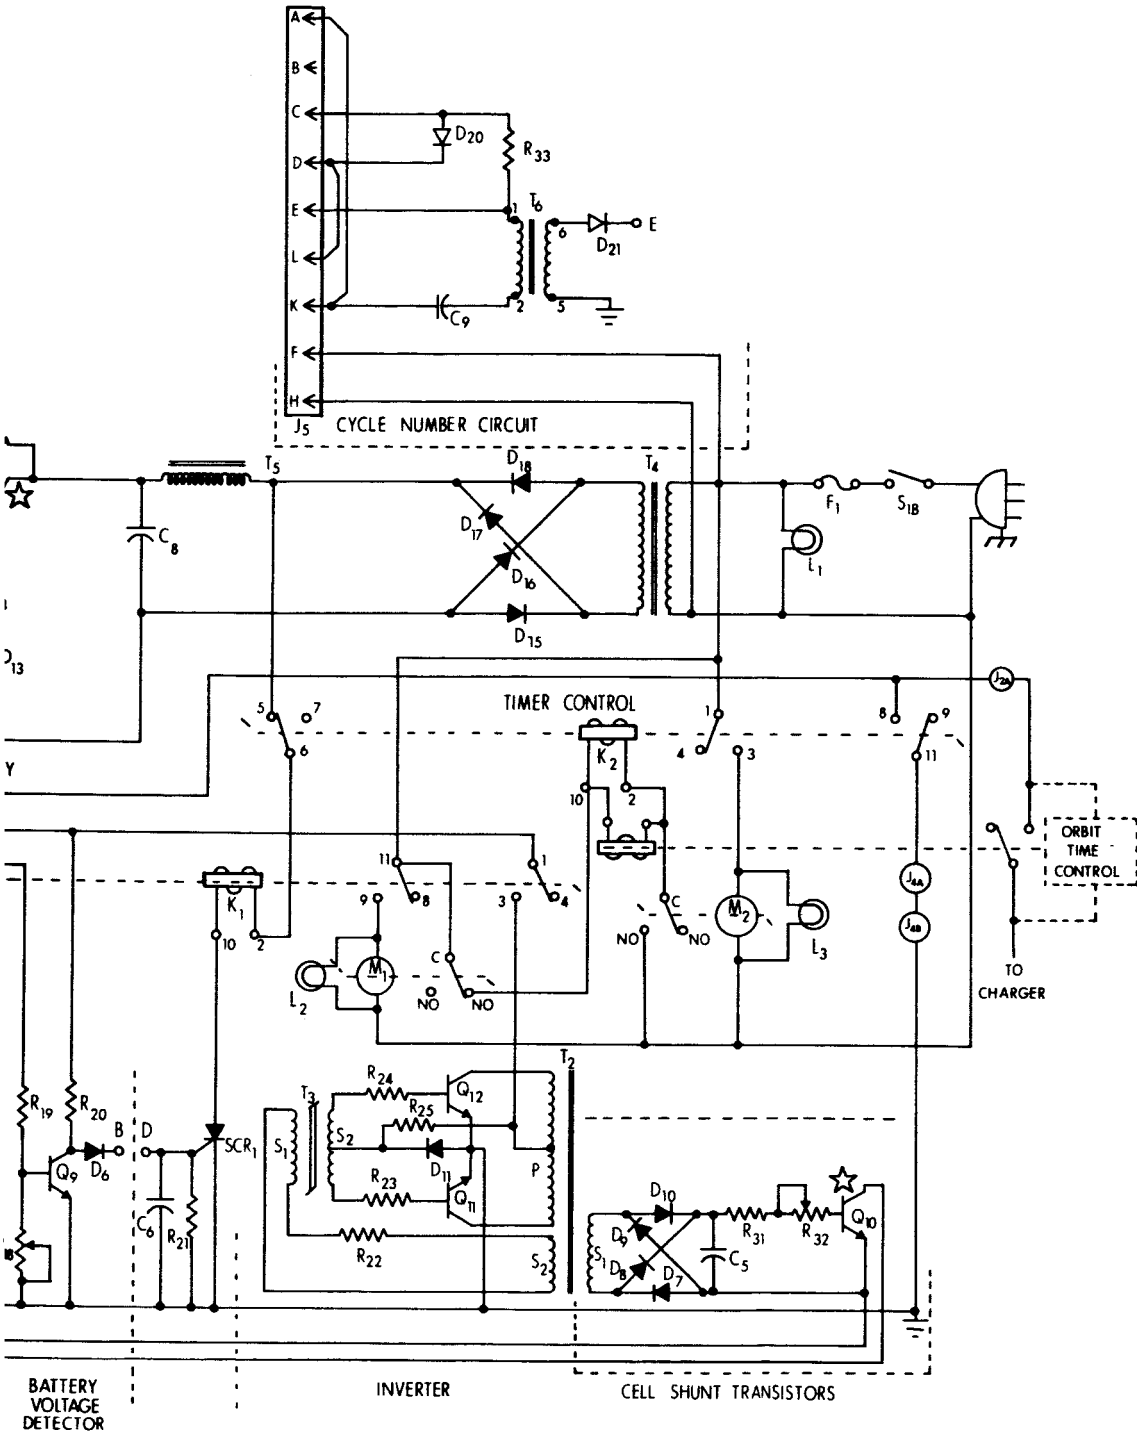 A
B
C
D20
R33
D
E
1
T6
6
E
D21
L
K
C9
2
5
F
H
J5
CYCLE NUMBER CIRCUIT
T5
D18
T4
F1
S1B
D17
C8
D16
L1
D15
13
J2A
TIMER CONTROL
5
7
1
8
9
6
K2
4
3
11
Y
10
2
ORBIT
TIME
CONTROL
11
1
K1
9
8
3
4
J4A
C
M2
J4B
10
2
NO
NO
L3
C
M1
TO
CHARGER
L2
NO
NO
T2
R24
Q12
T3
R25
R19
R20
B
D
SCR1
S1
S2
P
Q9
D6
D11
R23
Q11
D10
C6
R21
R22
D9
R31
R32
Q10
S2
S1
D8
D7
C5
BATTERY
VOLTAGE
DETECTOR
INVERTER
CELL SHUNT TRANSISTORS